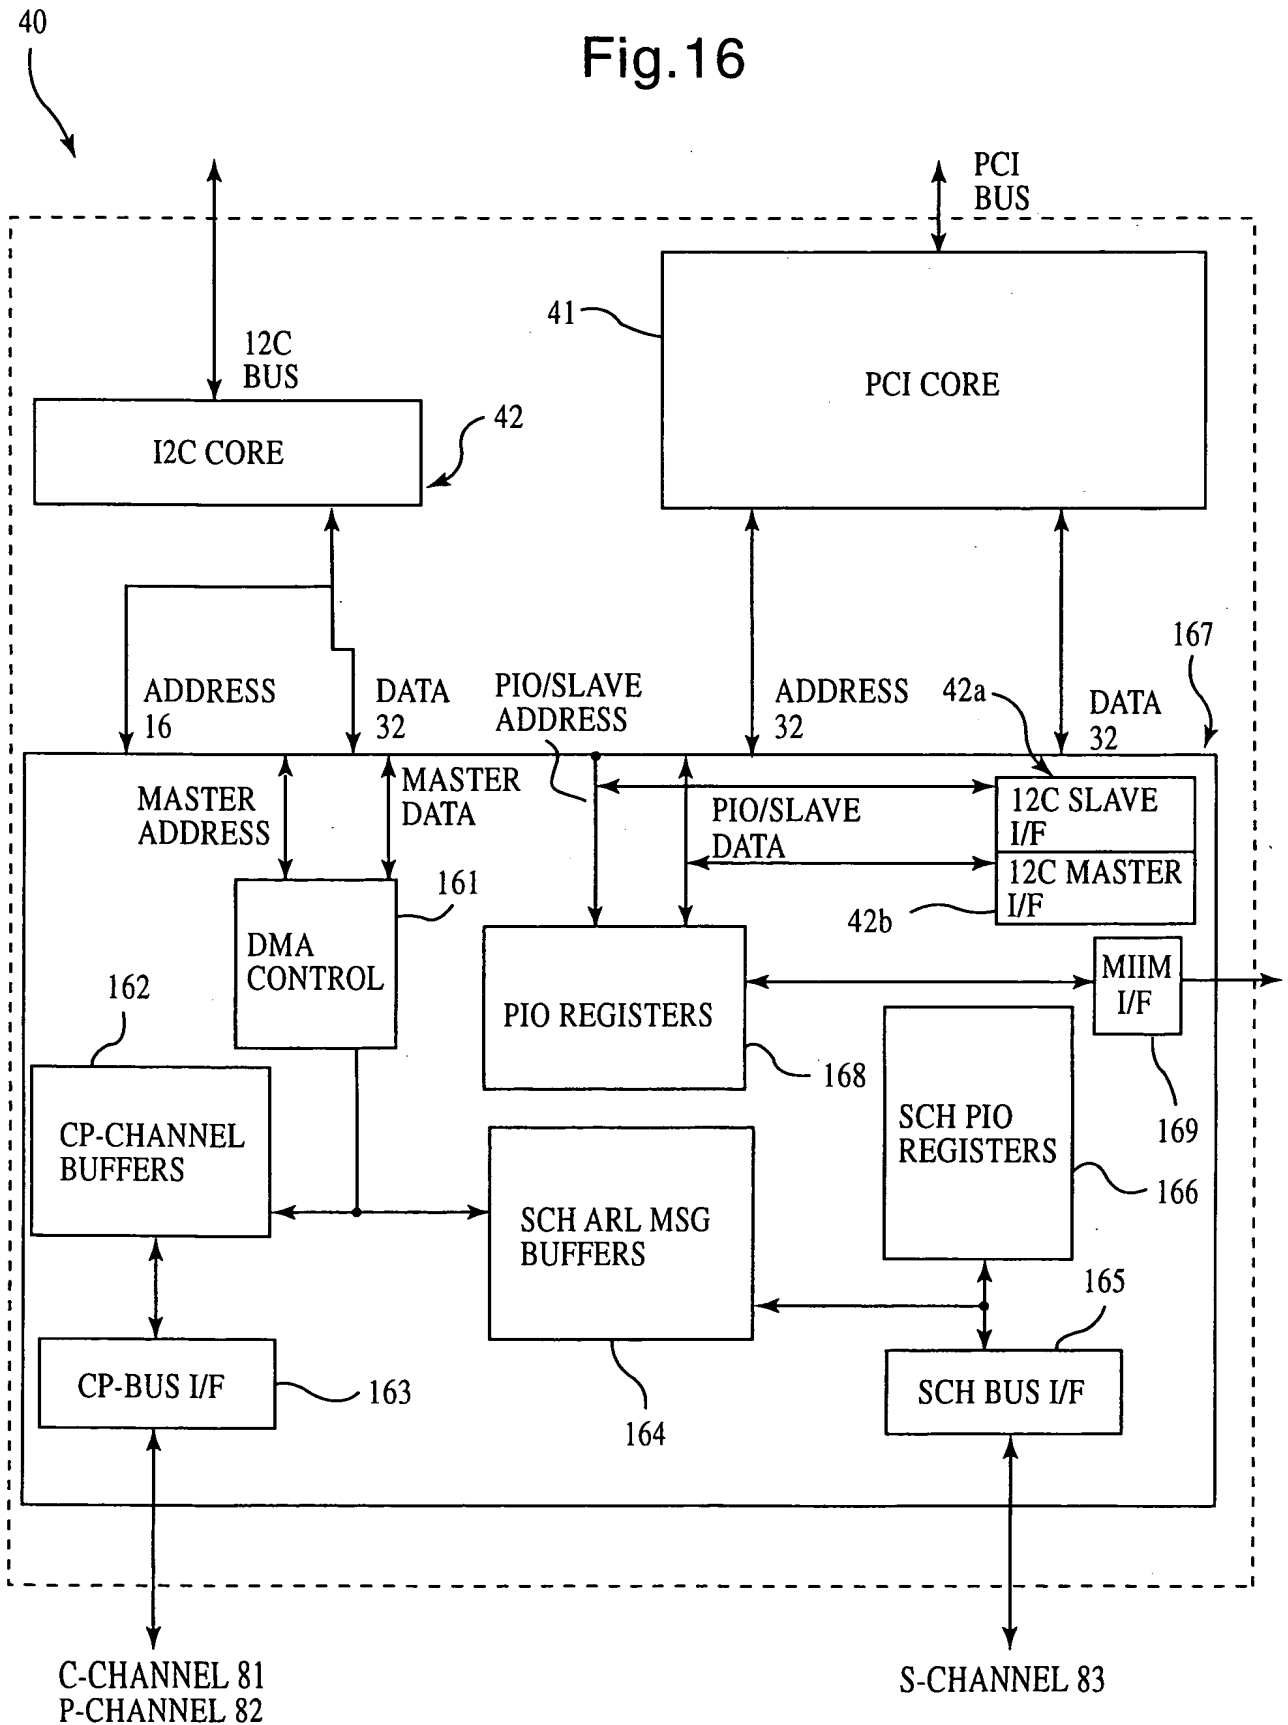 40
Fig.16
PCI
BUS
41
12C
BUS
PCI CORE
42
I2C CORE
167
PIO/SLAVE
ADDRESS
ADDRESS
16
DATA
32
ADDRESS
32
42a
DATA
32
MASTER
ADDRESS
MASTER
DATA
PIO/SLAVE
DATA
12C SLAVE
I/F
12C MASTER
I/F
42b
161
DMA
CONTROL
162
PIO REGISTERS
MIIM
I/F
168
169
CP-CHANNEL
BUFFERS
SCH PIO
REGISTERS
166
SCH ARL MSG
BUFFERS
165
CP-BUS I/F
163
164
SCH BUS I/F
C-CHANNEL 81
P-CHANNEL 82
S-CHANNEL 83